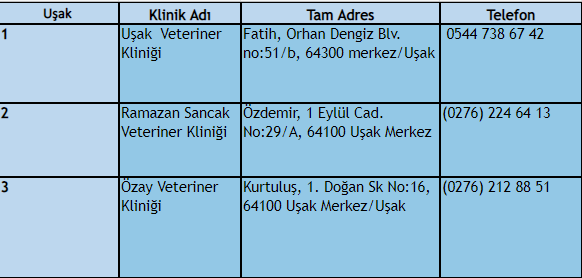 Uşak Klinik Adı Tam Adres Telefon
1 Uşak  Veteriner Fatih, Orhan Dengiz Blv. 0544 738 67 42
Kliniği no:51/b, 64300 merkez/Uşak
2 Ramazan Sancak Özdemir, 1 Eylül Cad. (0276) 224 64 13
Veteriner Kliniği No:29/A, 64100 Uşak Merkez
3 Özay Veteriner Kurtuluş, 1. Doğan Sk No:16, (0276) 212 88 51
Kliniği 64100 Uşak Merkez/Uşak